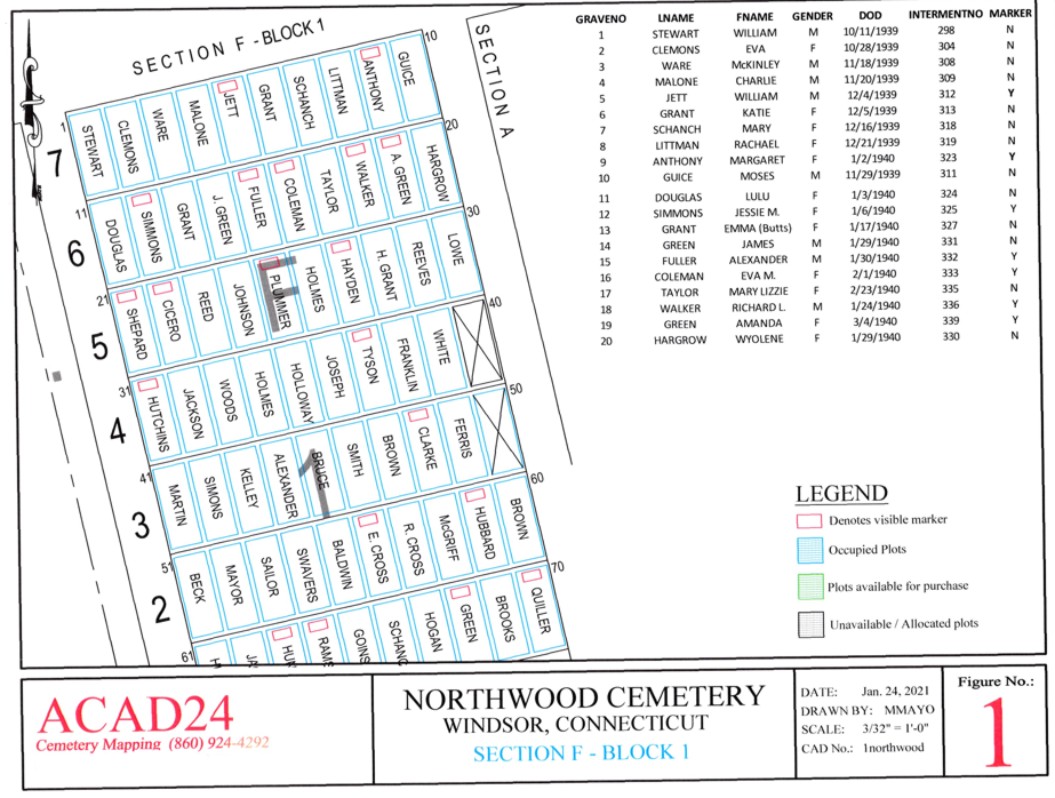 SECTION F - BLOCK 1
SECTION A
10
1 STEWART CLEMONS WARE MALONE JETT GRANT SCHANCH LITTMAN ANTHONY GUICE
7
20
11 DOUGLAS SIMMONS GRANT J. GREEN FULLER COLEMAN TAYLOR WALKER A. GREEN HARGROW
6
30
21 SHEPARD CICERO REED JOHNSON PLUMMER HOLMES HAYDEN H. GRANT REEVES LOWE
5
F
40
31 HUTCHINS JACKSON WOODS HOLMES HOLLOWAY JOSEPH TYSON FRANKLIN WHITE
4
50
41 MARTIN SIMONS KELLEY ALEXANDER BRUCE SMITH BROWN CLARKE FERRIS
3
1
60
51 BECK MAYOR SAILOR SWAVERS BALDWIN E. CROSS R. CROSS McGRIFF HUBBARD BROWN
2
70
61 HOGAN GREEN BROOKS QUILLER
GRAVENO LNAME FNAME GENDER DOD INTERMENTNO MARKER
1 STEWART WILLIAM M 10/11/1939 298 N
2 CLEMONS EVA F 10/28/1939 304 N
3 WARE McKINLEY M 11/18/1939 308 N
4 MALONE CHARLIE M 11/20/1939 309 N
5 JETT WILLIAM M 12/4/1939 312 Y
6 GRANT KATIE F 12/5/1939 313 N
7 SCHANCH MARY F 12/16/1939 318 N
8 LITTMAN RACHAEL F 12/21/1939 319 N
9 ANTHONY MARGARET F 1/2/1940 323 Y
10 GUICE MOSES M 11/29/1939 311 N
11 DOUGLAS LULU F 1/3/1940 324 N
12 SIMMONS JESSIE M. F 1/6/1940 325 Y
13 GRANT EMMA (Butts) F 1/17/1940 327 N
14 GREEN JAMES M 1/29/1940 331 N
15 FULLER ALEXANDER M 1/30/1940 332 Y
16 COLEMAN EVA M. F 2/1/1940 333 Y
17 TAYLOR MARY LIZZIE F 2/23/1940 335 N
18 WALKER RICHARD L. M 1/24/1940 336 Y
19 GREEN AMANDA F 3/4/1940 339 Y
20 HARGROW WYOLENE F 1/29/1940 330 N
LEGEND
Denotes visible marker
Occupied Plots
Plots available for purchase
Unavailable / Allocated plots
ACAD24
Cemetery Mapping (860) 924-4292
NORTHWOOD CEMETERY
WINDSOR, CONNECTICUT
SECTION F - BLOCK 1
DATE: Jan. 24, 2021
DRAWN BY: MMAYO
SCALE: 3/32" = 1'-0"
CAD No.: 1northwood
Figure No.:
1